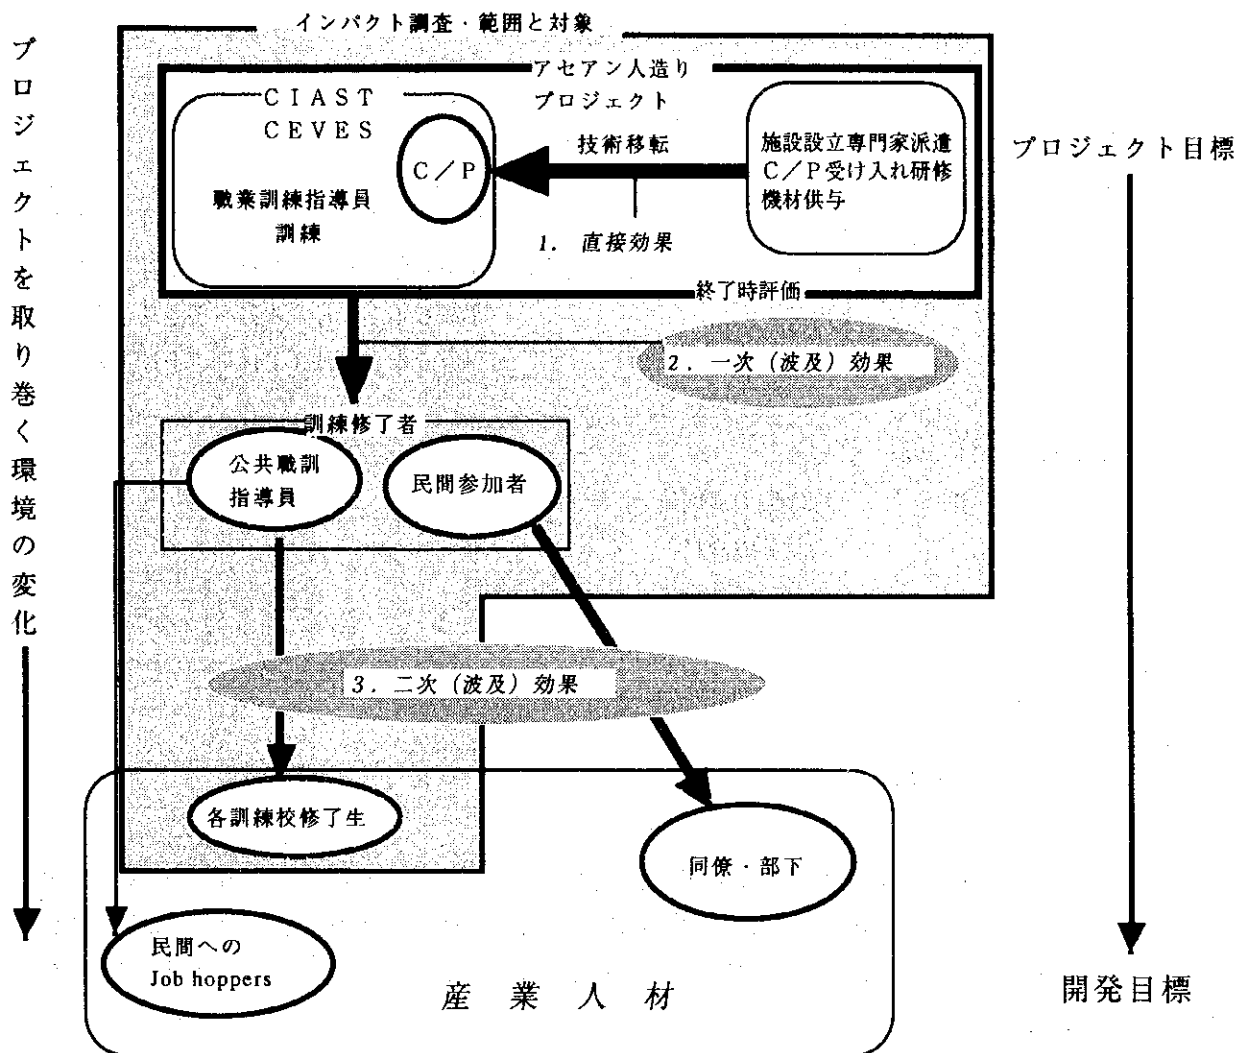 インパクト調査・範囲と対象
プロジェクトを取り巻く環境の変化
アセアン人造り
プロジェクト
CIAST
CEVES
C/P
職業訓練指導員
訓練
技術移転
1. 直接効果
施設設立専門家派遣
C/P受け入れ研修
機材供与
終了時評価
プロジェクト目標
2. 一次(波及)効果
訓練修了者
公共職訓
指導員
民間参加者
3. 二次(波及)効果
各訓練校修了生
同僚・部下
民間への
Job hoppers
産業人材
開発目標